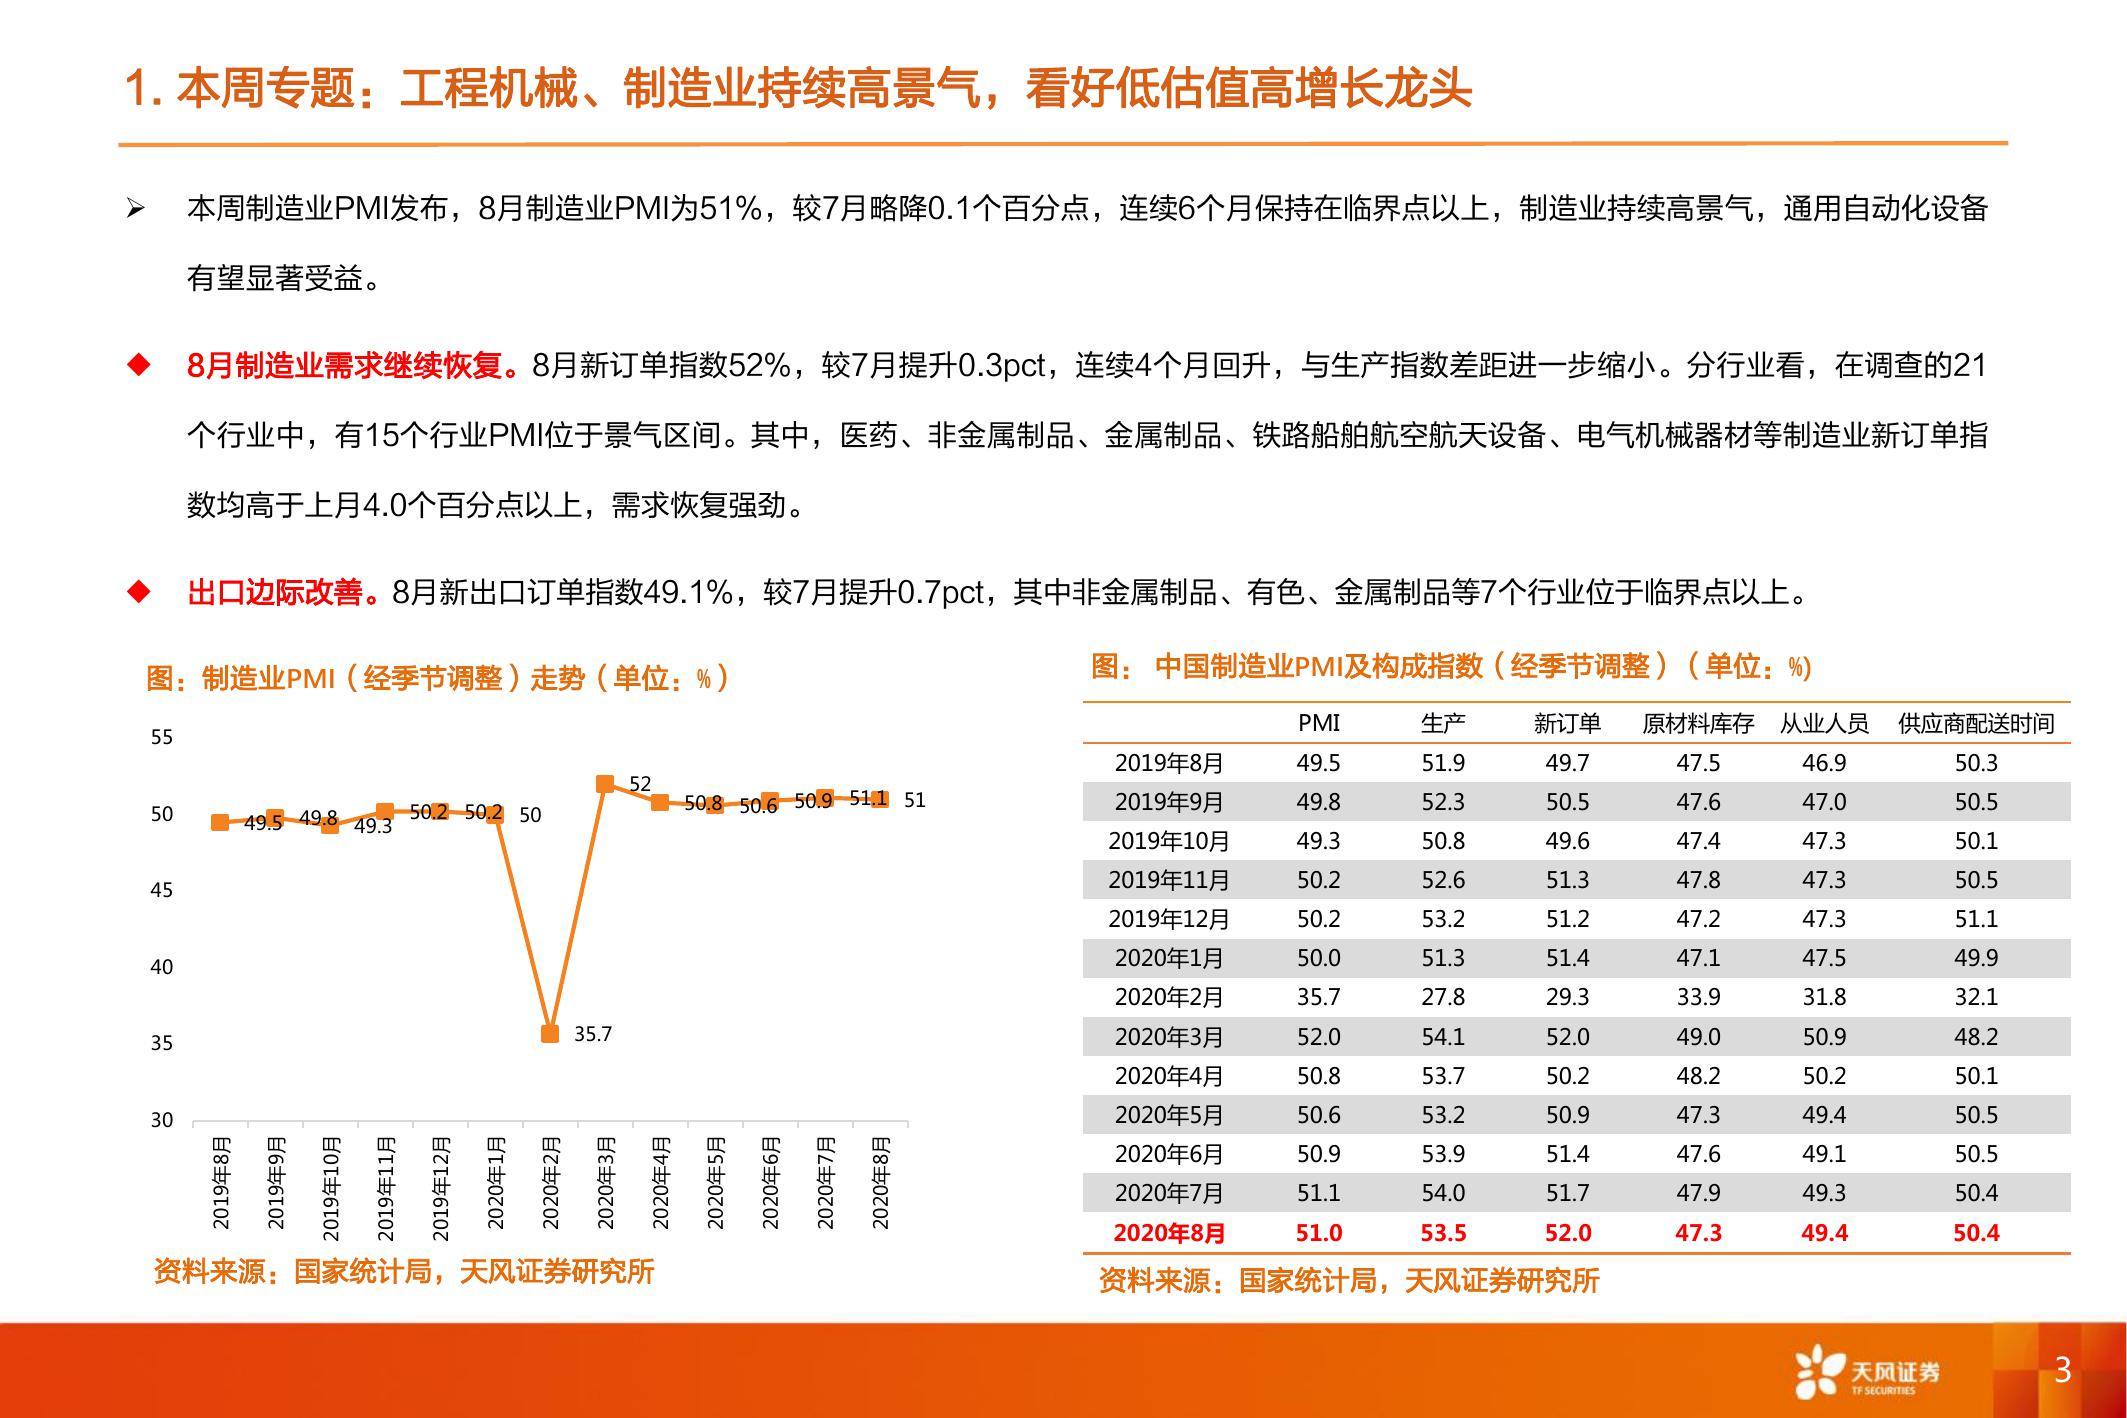 1. 本周专题：工程机械、制造业持续高景气，看好低估值高增长龙头
本周制造业PMI发布，8月制造业PMI为51%，较7月略降0.1个百分点，连续6个月保持在临界点以上，制造业持续高景气，通用自动化设备
有望显著受益。
8月制造业需求继续恢复。8月新订单指数52%，较7月提升0.3pct，连续4个月回升，与生产指数差距进一步缩小。分行业看，在调查的21
个行业中，有15个行业PMI位于景气区间。其中，医药、非金属制品、金属制品、铁路船舶航空航天设备、电气机械器材等制造业新订单指
数均高于上月4.0个百分点以上，需求恢复强劲。
出口边际改善。8月新出口订单指数49.1%，较7月提升0.7pct，其中非金属制品、有色、金属制品等7个行业位于临界点以上。
图：制造业PMI（经季节调整）走势（单位：%）
55
50
45
40
35
30
49.5
49.8
49.3
50.2
50.2
50
35.7
52
50.8
50.6
50.9
51.1
51
2019年8月
2019年9月
2019年10月
2019年11月
2019年12月
2020年1月
2020年2月
2020年3月
2020年4月
2020年5月
2020年6月
2020年7月
2020年8月
资料来源：国家统计局，天风证券研究所
图： 中国制造业PMI及构成指数（经季节调整）（单位：%)
PMI 生产 新订单 原材料库存 从业人员 供应商配送时间
2019年8月 49.5 51.9 49.7 47.5 46.9 50.3
2019年9月 49.8 52.3 50.5 47.6 47.0 50.5
2019年10月 49.3 50.8 49.6 47.4 47.3 50.1
2019年11月 50.2 52.6 51.3 47.8 47.3 50.5
2019年12月 50.2 53.2 51.2 47.2 47.3 51.1
2020年1月 50.0 51.3 51.4 47.1 47.5 49.9
2020年2月 35.7 27.8 29.3 33.9 31.8 32.1
2020年3月 52.0 54.1 52.0 49.0 50.9 48.2
2020年4月 50.8 53.7 50.2 48.2 50.2 50.1
2020年5月 50.6 53.2 50.9 47.3 49.4 50.5
2020年6月 50.9 53.9 51.4 47.6 49.1 50.5
2020年7月 51.1 54.0 51.7 47.9 49.3 50.4
2020年8月 51.0 53.5 52.0 47.3 49.4 50.4
资料来源：国家统计局，天风证券研究所
天风证券
TF SECURITIES
3